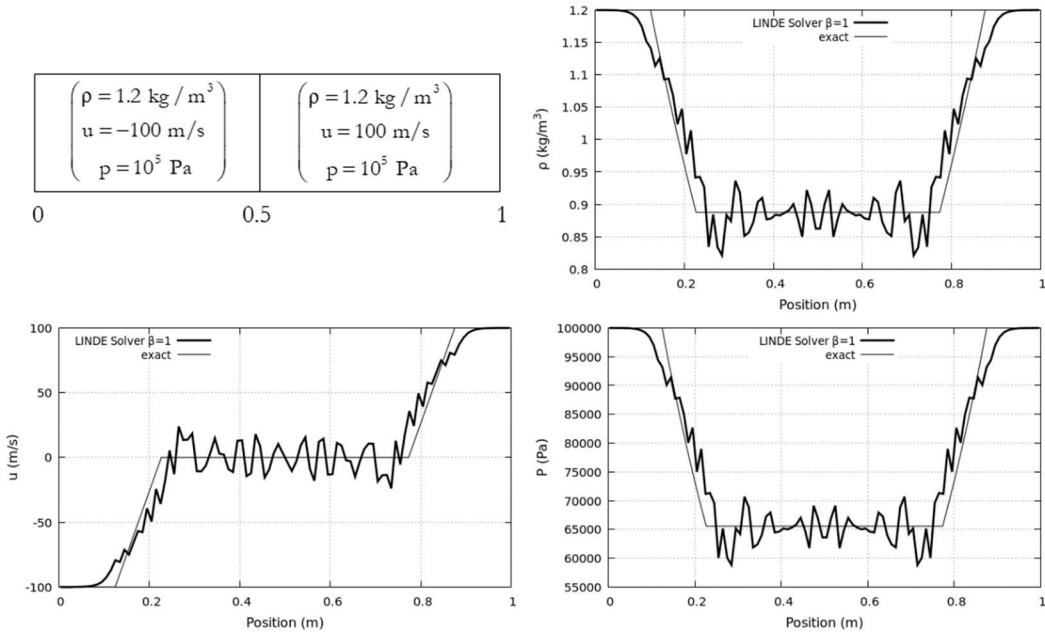 ρ = 1.2 kg / m³
u = −100 m/s
p = 10⁵ Pa
ρ = 1.2 kg / m³
u = 100 m/s
p = 10⁵ Pa
0
0.5
1
LINDE Solver β=1
exact
1.2
1.15
1.1
1.05
1
0.95
0.9
0.85
0.8
ρ (kg/m³)
0
0.2
0.4
0.6
0.8
1
Position (m)
LINDE Solver β=1
exact
100
50
0
-50
-100
u (m/s)
0
0.2
0.4
0.6
0.8
1
Position (m)
LINDE Solver β=1
exact
100000
95000
90000
85000
80000
75000
70000
65000
60000
55000
P (Pa)
0
0.2
0.4
0.6
0.8
1
Position (m)